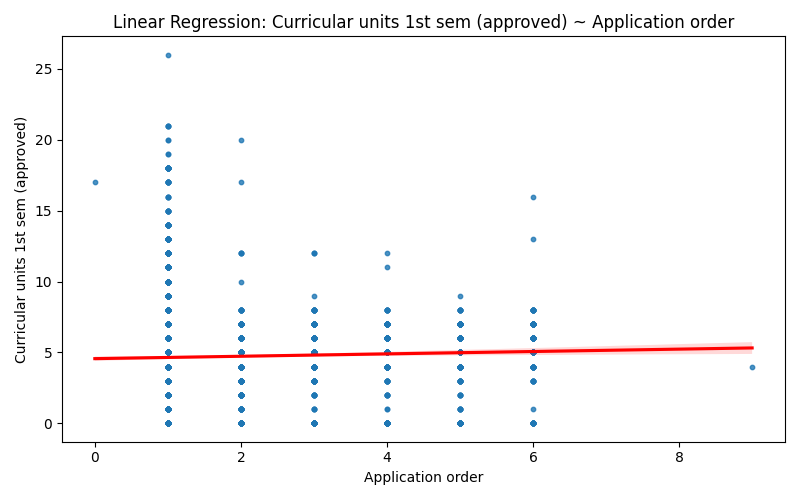 Linear Regression: Curricular units 1st sem (approved) ~ Application order
Curricular units 1st sem (approved)
25
20
15
10
5
0
0 2 4 6 8
Application order